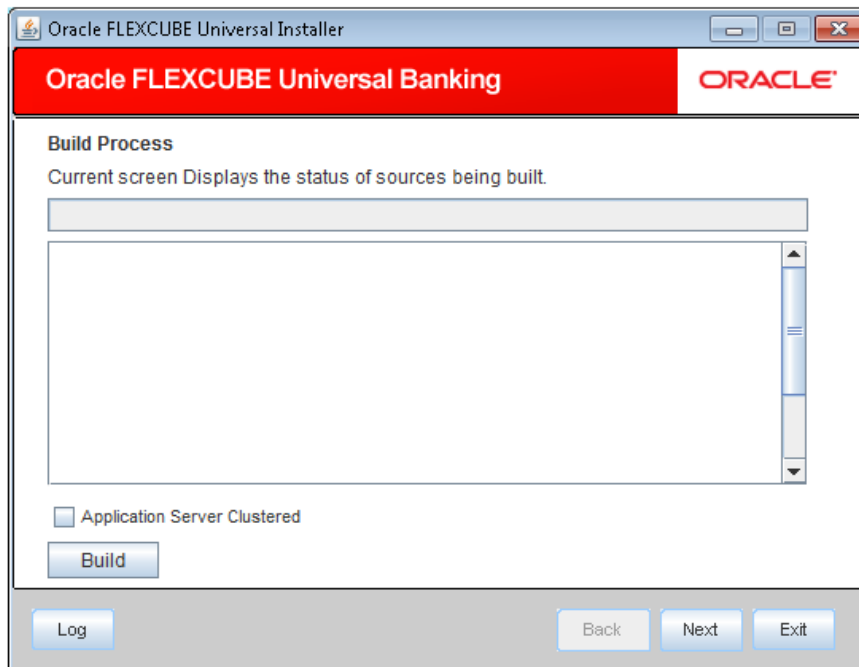 Oracle FLEXCUBE Universal Installer
Oracle FLEXCUBE Universal Banking
ORACLE
Build Process
Current screen Displays the status of sources being built.
Application Server Clustered
Build
Log
Back
Next
Exit